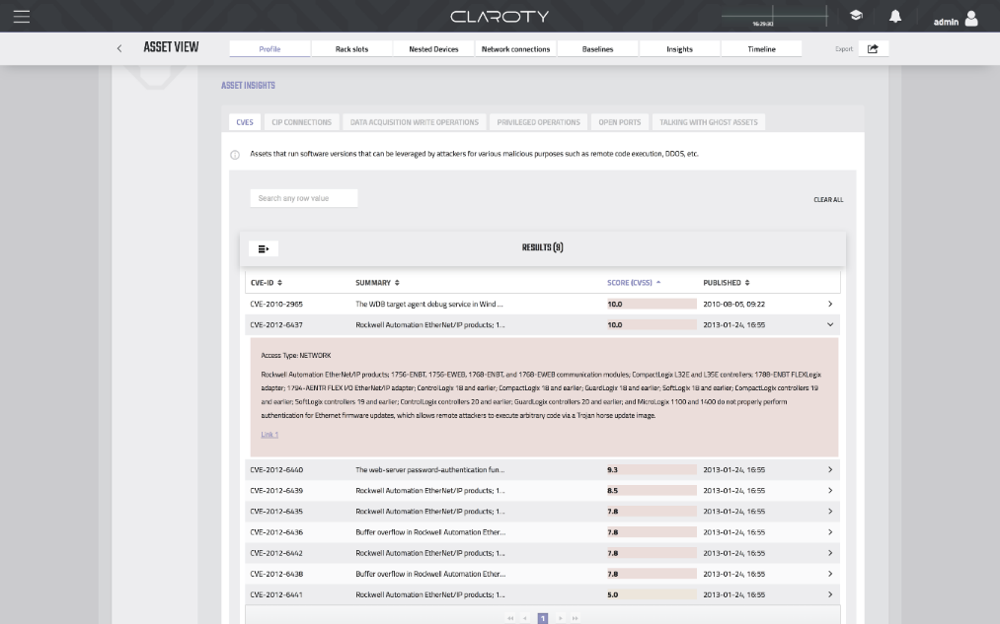 CLAROTY
16:29:30
admin
ASSET VIEW
Profile
Rack slots
Nested Devices
Network connections
Baselines
Insights
Timeline
Export
ASSET INSIGHTS
CVES
CIP CONNECTIONS
DATA ACQUISITION WRITE OPERATIONS
PRIVILEGED OPERATIONS
OPEN PORTS
TALKING WITH GHOST ASSETS
Assets that run software versions that can be leveraged by attackers for various malicious purposes such as remote code execution, DDOS, etc.
Search any row value
CLEAR ALL
RESULTS (9)
CVE-ID SUMMARY SCORE (CVSS) PUBLISHED
CVE-2010-2965 The WDB target agent debug service in Wind ... 10.0 2010-08-05, 09:22
CVE-2012-6437 Rockwell Automation EtherNet/IP products; 1... 10.0 2013-01-24, 16:55
Access Type: NETWORK
Rockwell Automation EtherNet/IP products; 1756-ENBT, 1756-EWEB, 1768-ENBT, and 1768-EWEB communication modules; CompactLogix L32E and L35E controllers; 1788-ENBT FLEXLogix
adapter; 1794-AENTR FLEX I/O EtherNet/IP adapter; ControlLogix 18 and earlier; CompactLogix 18 and earlier; GuardLogix 18 and earlier; SoftLogix 18 and earlier; CompactLogix controllers 19
and earlier; SoftLogix controllers 19 and earlier; ControlLogix controllers 20 and earlier; GuardLogix controllers 20 and earlier; and MicroLogix 1100 and 1400 do not properly perform
authentication for Ethernet firmware updates, which allows remote attackers to execute arbitrary code via a Trojan horse update image.
Link 1
CVE-2012-6440 The web-server password-authentication fun... 9.3 2013-01-24, 16:55
CVE-2012-6439 Rockwell Automation EtherNet/IP products; 1... 8.5 2013-01-24, 16:55
CVE-2012-6435 Rockwell Automation EtherNet/IP products; 1... 7.8 2013-01-24, 16:55
CVE-2012-6436 Buffer overflow in Rockwell Automation Ether... 7.8 2013-01-24, 16:55
CVE-2012-6442 Rockwell Automation EtherNet/IP products; 1... 7.8 2013-01-24, 16:55
CVE-2012-6438 Buffer overflow in Rockwell Automation Ether... 7.8 2013-01-24, 16:55
CVE-2012-6441 Rockwell Automation EtherNet/IP products; 1... 5.0 2013-01-24, 16:55
1